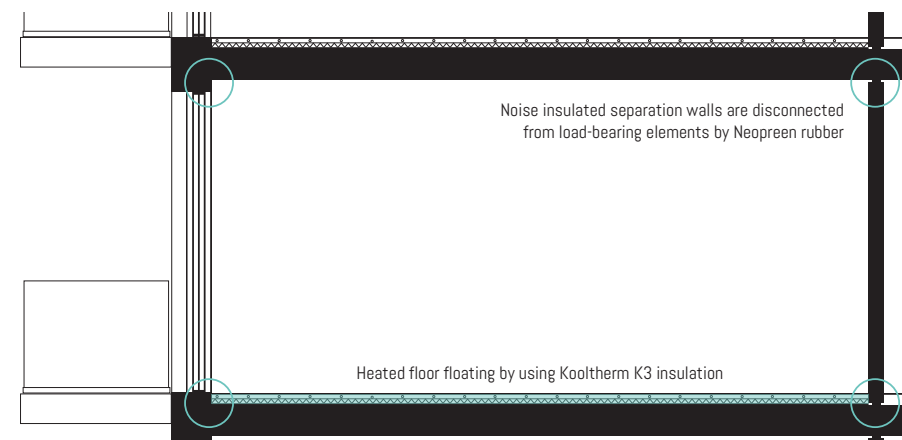 Noise insulated separation walls are disconnected
from load-bearing elements by Neopreen rubber
Heated floor floating by using Kooltherm K3 insulation